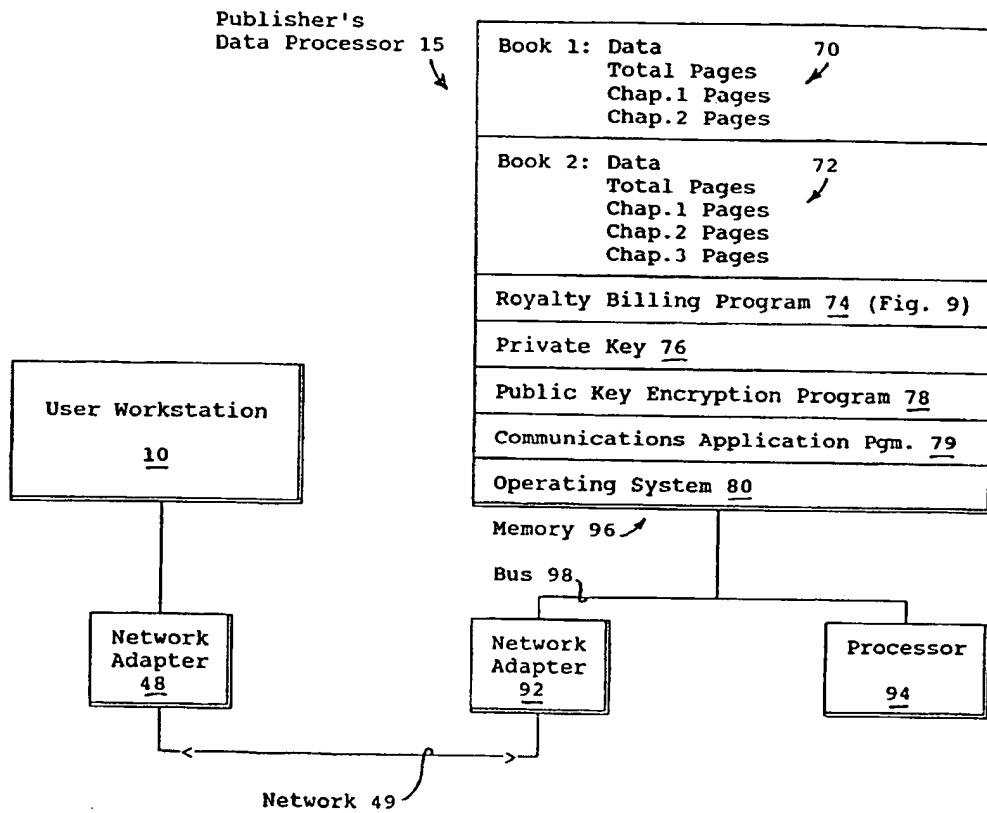 Publisher's
Data Processor 15
Book 1: Data 70
Total Pages
Chap.1 Pages
Chap.2 Pages
Book 2: Data 72
Total Pages
Chap.1 Pages
Chap.2 Pages
Chap.3 Pages
Royalty Billing Program 74 (Fig. 9)
Private Key 76
Public Key Encryption Program 78
Communications Application Pgm. 79
Operating System 80
Memory 96
Bus 98
User Workstation
10
Network
Adapter
48
Network
Adapter
92
Processor
94
Network 49